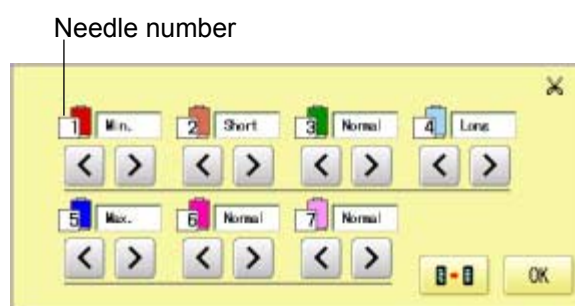 Needle number
1 Min. 2 Short 3 Normal 4 Long
5 Max. 6 Normal 7 Normal
OK